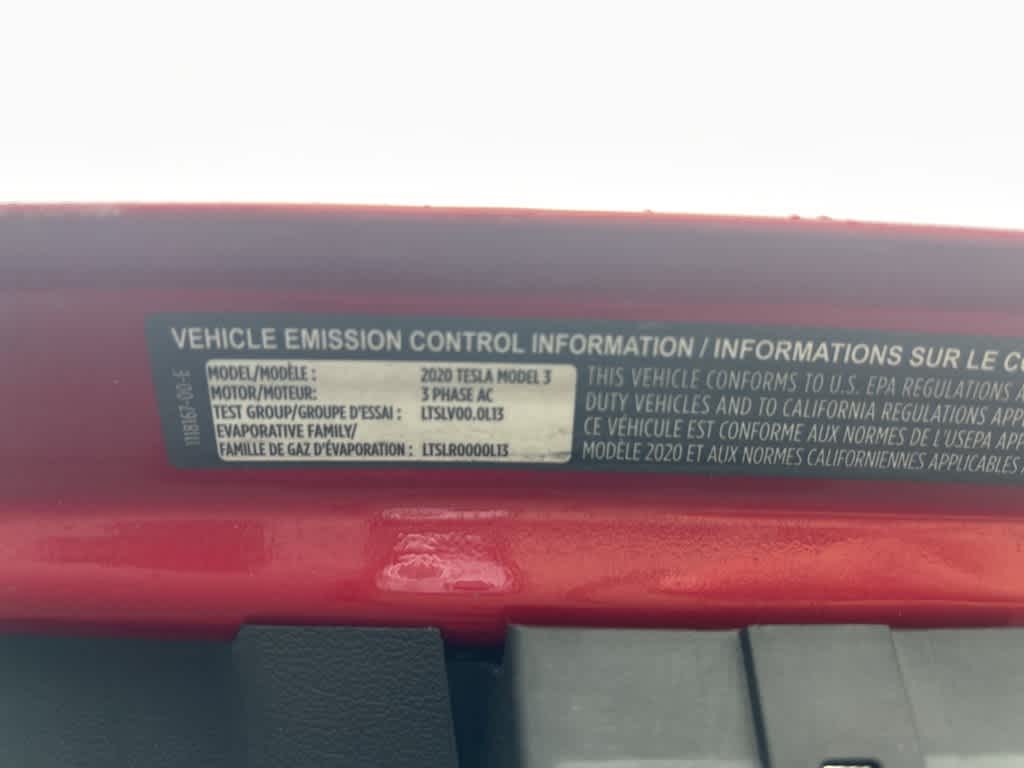 VEHICLE EMISSION CONTROL INFORMATION / INFORMATIONS SUR LE
1118167-00-E
MODEL/MODÈLE : 2020 TESLA MODEL 3
MOTOR/MOTEUR: 3 PHASE AC
TEST GROUP/GROUPE D'ESSAI : LTSLV00.0L13
EVAPORATIVE FAMILY/
FAMILLE DE GAZ D'ÉVAPORATION : LTSLR0000L13
THIS VEHICLE CONFORMS TO U.S. EPA REGULATIONS
DUTY VEHICLES AND TO CALIFORNIA REGULATIONS
CE VÉHICULE EST CONFORME AUX NORMES DE L'USEPA
MODÈLE 2020 ET AUX NORMES CALIFORNIENNES APPLICABLES